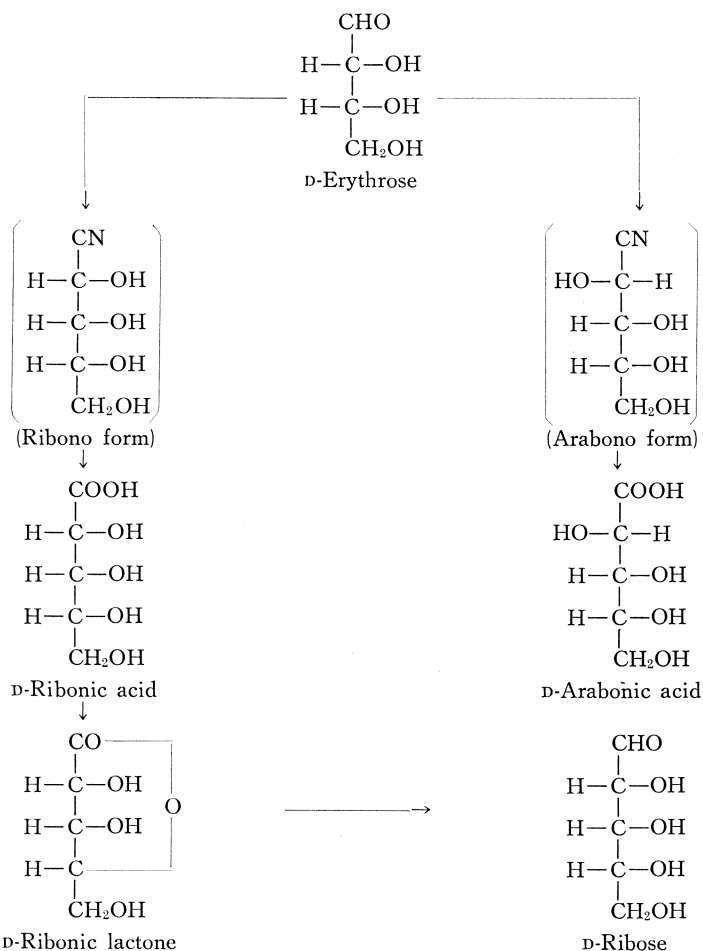 CHO
H—C—OH
H—C—OH
CH₂OH
D-Erythrose
CN
H—C—OH
H—C—OH
H—C—OH
CH₂OH
(Ribono form)
CN
HO—C—H
H—C—OH
H—C—OH
CH₂OH
(Arabono form)
COOH
H—C—OH
H—C—OH
H—C—OH
CH₂OH
D-Ribonic acid
COOH
HO—C—H
H—C—OH
H—C—OH
CH₂OH
D-Arabonic acid
CO
H—C—OH
O
H—C—OH
H—C
CH₂OH
D-Ribonic lactone
CHO
H—C—OH
H—C—OH
H—C—OH
CH₂OH
D-Ribose